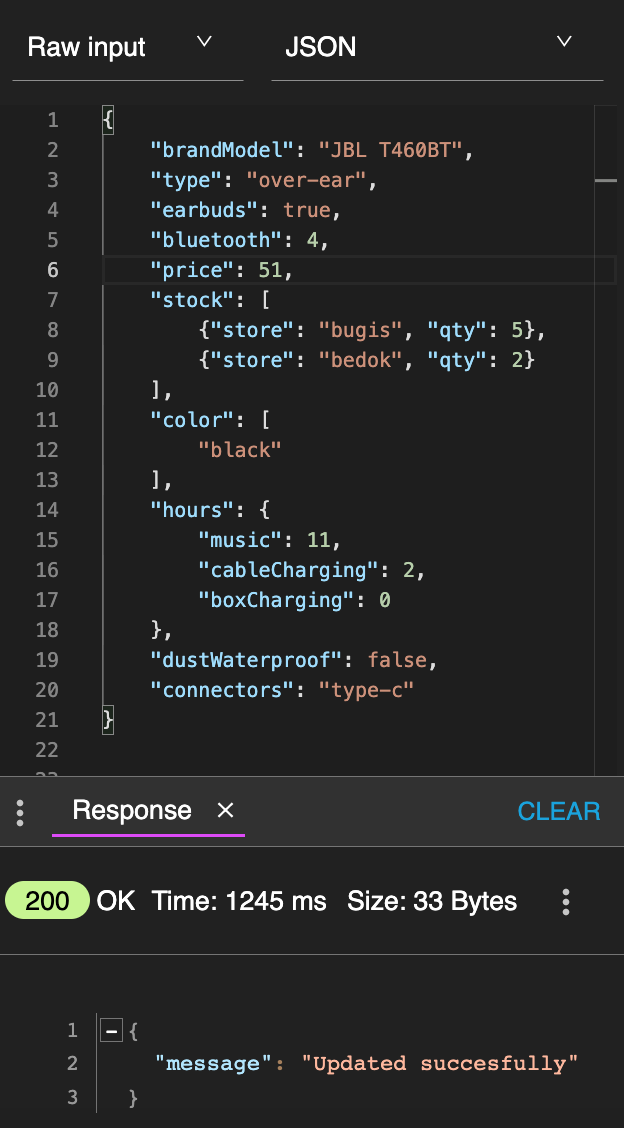 Raw input JSON
1 {
2 "brandModel": "JBL T460BT",
3 "type": "over-ear",
4 "earbuds": true,
5 "bluetooth": 4,
6 "price": 51,
7 "stock": [
8 {"store": "bugis", "qty": 5},
9 {"store": "bedok", "qty": 2}
10 ],
11 "color": [
12 "black"
13 ],
14 "hours": {
15 "music": 11,
16 "cableCharging": 2,
17 "boxCharging": 0
18 },
19 "dustWaterproof": false,
20 "connectors": "type-c"
21 }
22
Response × CLEAR
200 OK Time: 1245 ms Size: 33 Bytes
1 {
2 "message": "Updated succesfully"
3 }